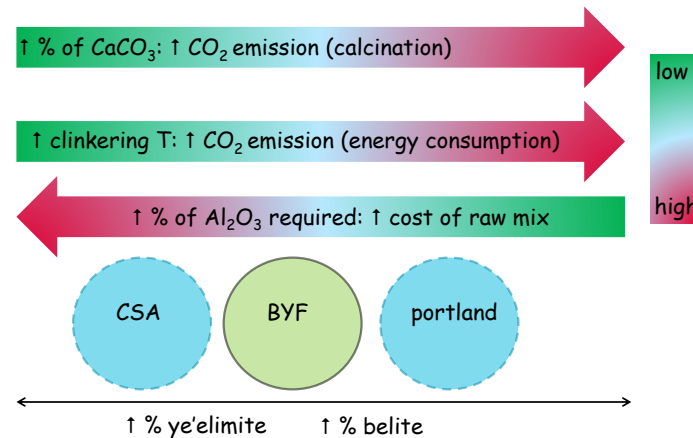 ↑ % of CaCO₃: ↑ CO₂ emission (calcination)
low
↑ clinkering T: ↑ CO₂ emission (energy consumption)
↑ % of Al₂O₃ required: ↑ cost of raw mix
high
CSA
BYF
portland
↑ % ye'elimite
↑ % belite